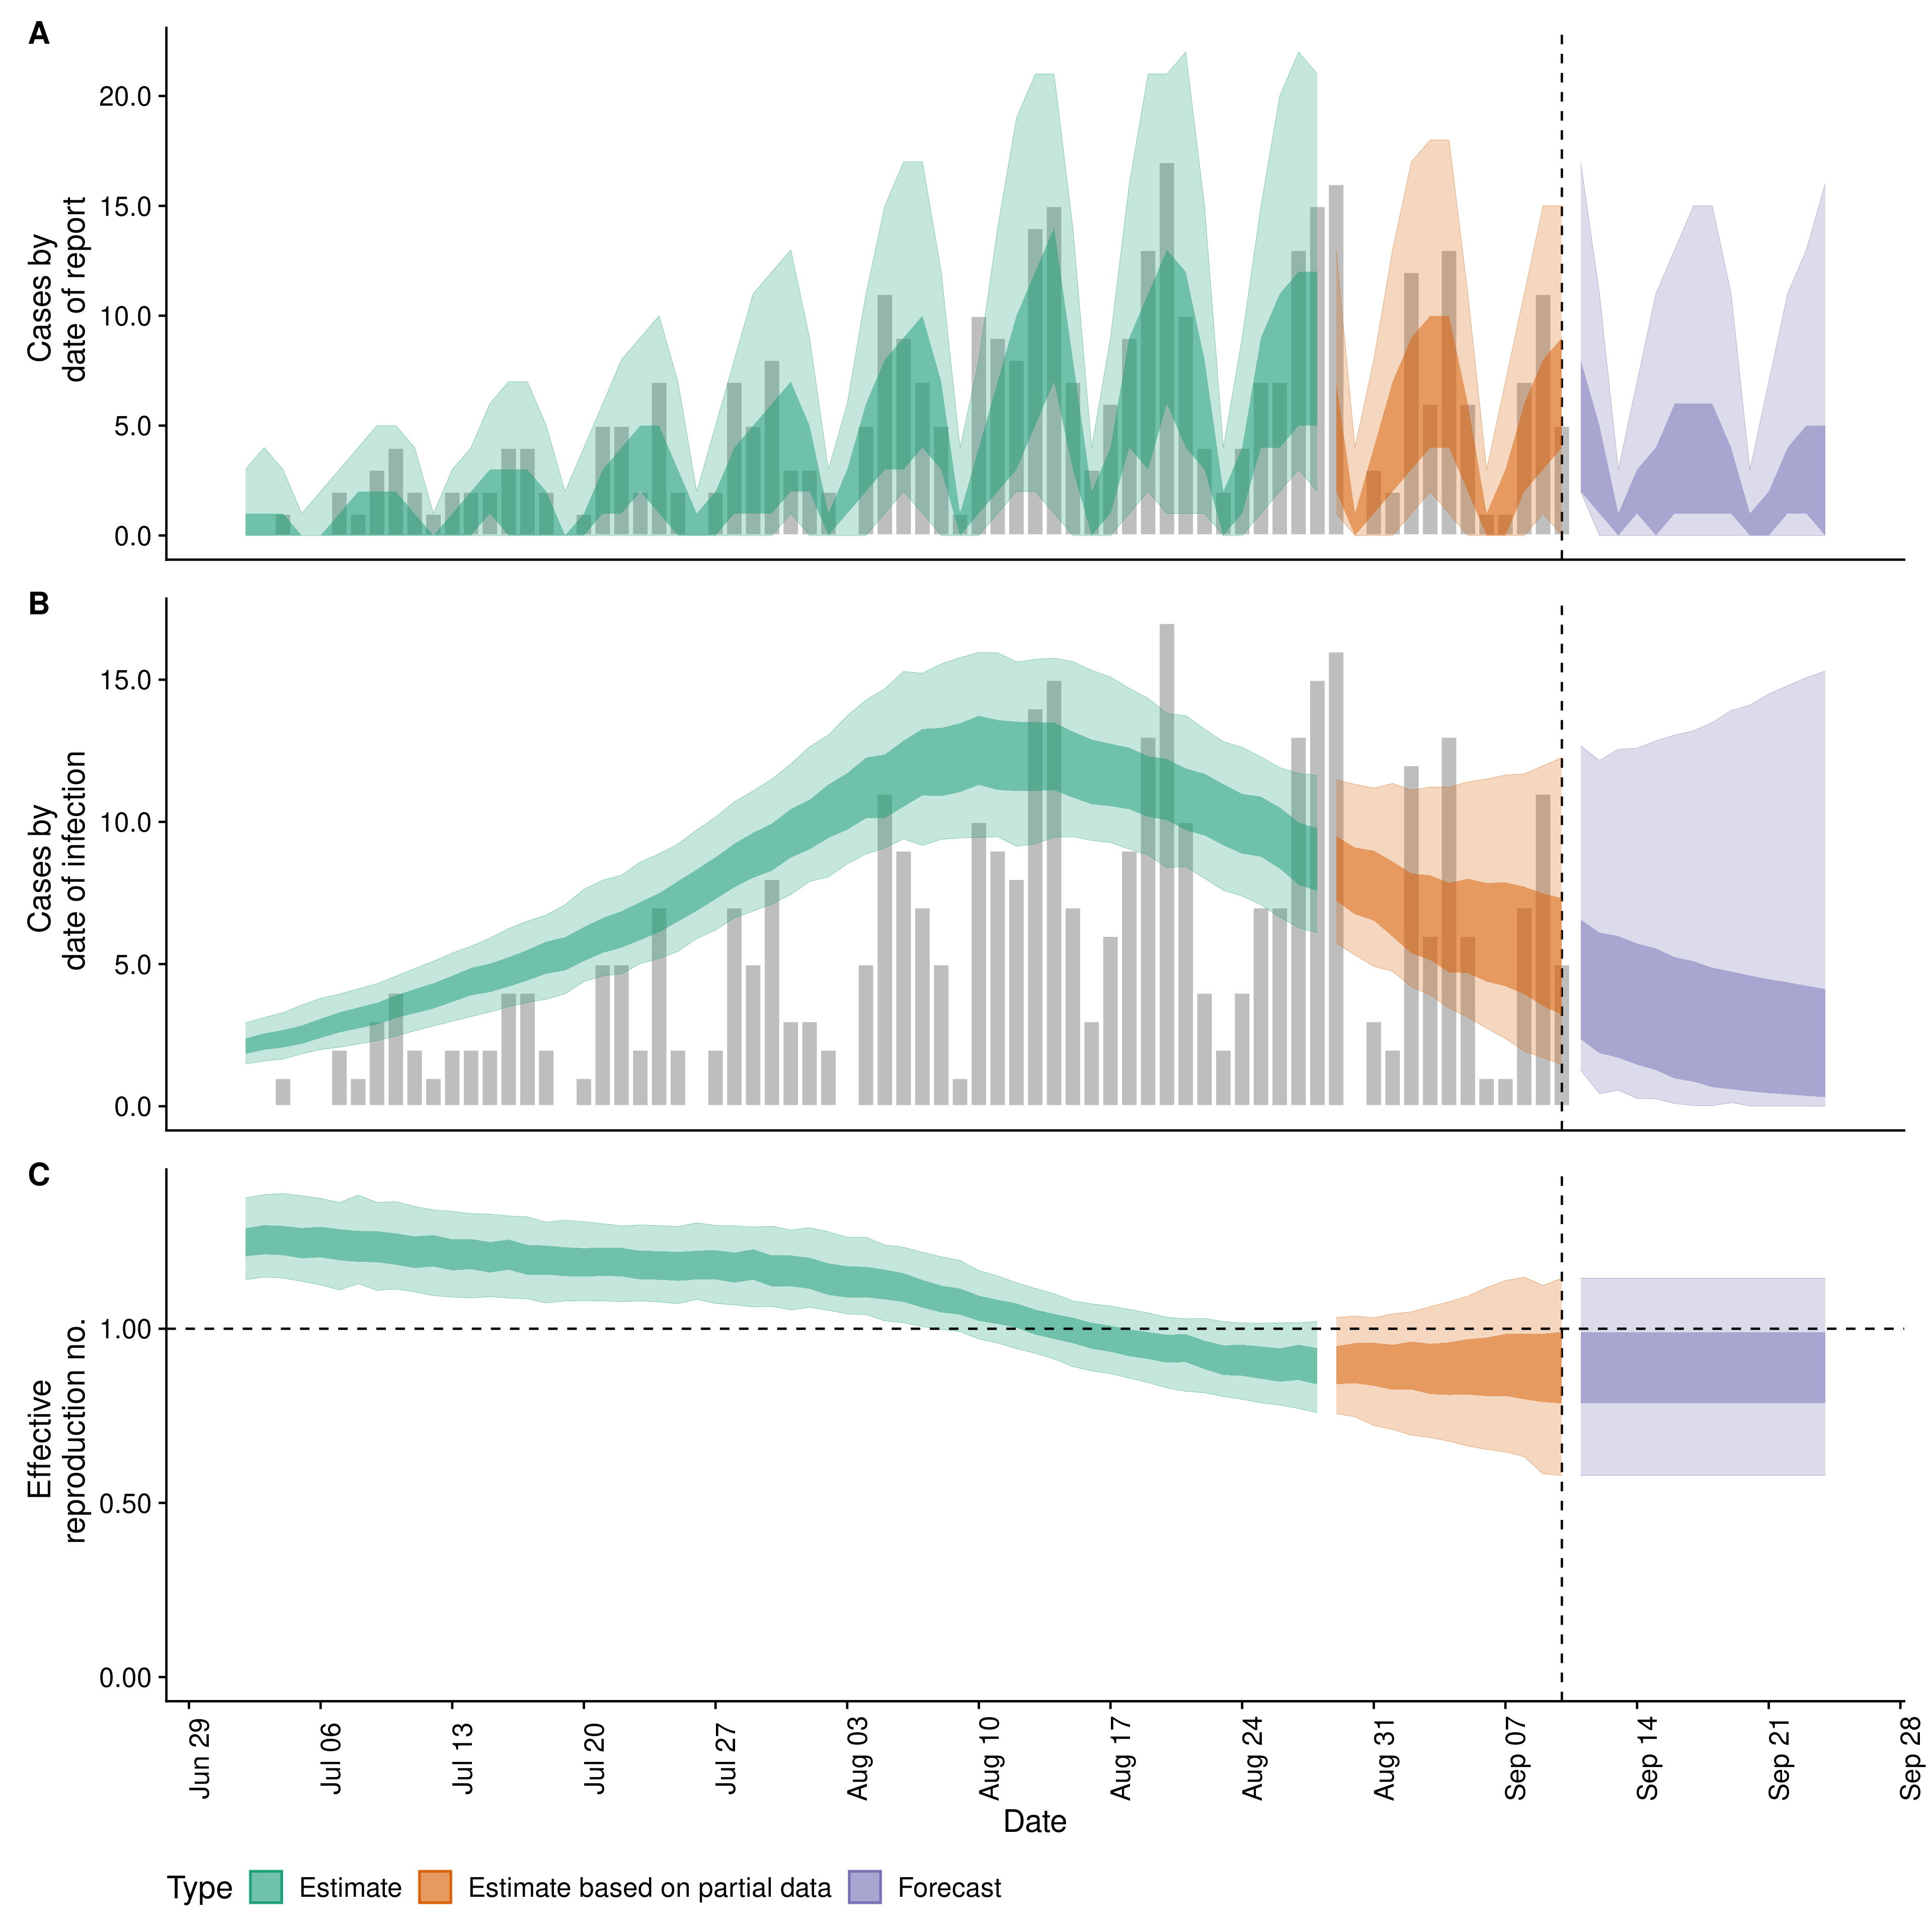 A
Cases by
date of report
20.0
15.0
10.0
5.0
0.0
B
Cases by
date of infection
15.0
10.0
5.0
0.0
C
Effective
reproduction no.
1.00
0.50
0.00
Jun 29
Jul 06
Jul 13
Jul 20
Jul 27
Aug 03
Aug 10
Aug 17
Aug 24
Aug 31
Sep 07
Sep 14
Sep 21
Sep 28
Date
Type Estimate Estimate based on partial data Forecast